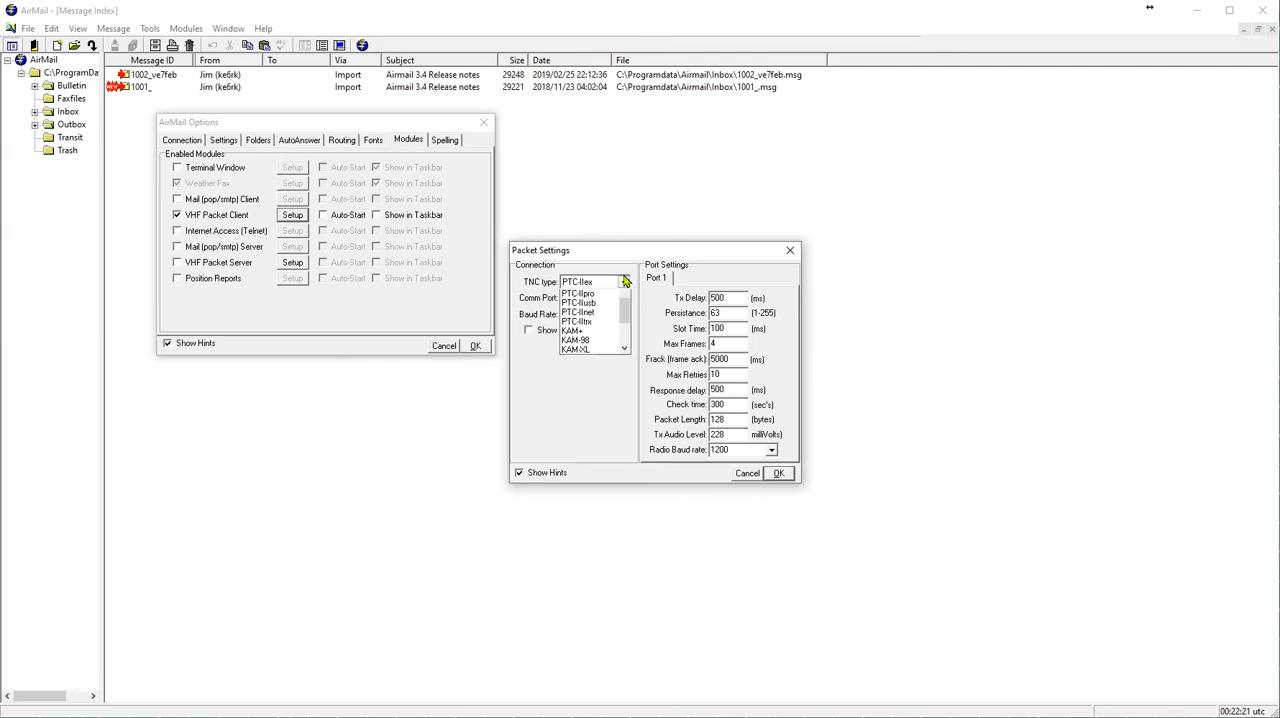 AirMail - [Message Index]
File Edit View Message Tools Modules Window Help
AirMail
C:\ProgramDa
Bulletin
Faxfiles
Inbox
Outbox
Transit
Trash
Message ID From To Via Subject Size Date File
1002_ve7feb Jim (ke6rk) Import Airmail 3.4 Release notes 29248 2019/02/25 22:12:36 C:\Programdata\Airmail\Inbox\1002_ve7feb.msg
NEW 1001_ Jim (ke6rk) Import Airmail 3.4 Release notes 29221 2018/11/23 04:02:04 C:\Programdata\Airmail\Inbox\1001_.msg
AirMail Options
Connection Settings Folders AutoAnswer Routing Fonts Modules Spelling
Enabled Modules
Terminal Window Setup Auto-Start Show in Taskbar
Weather Fax Setup Auto-Start Show in Taskbar
Mail (pop/smtp) Client Setup Auto-Start Show in Taskbar
VHF Packet Client Setup Auto-Start Show in Taskbar
Internet Access (Telnet) Setup Auto-Start Show in Taskbar
Mail (pop/smtp) Server Setup Auto-Start Show in Taskbar
VHF Packet Server Setup Auto-Start Show in Taskbar
Position Reports Setup Auto-Start Show in Taskbar
Show Hints Cancel OK
Packet Settings
Connection
TNC type: PTC-IIex
PTC-IIpro
PTC-IIusb
PTC-IInet
PTC-IItrx
KAM+
KAM-98
KAM-XL
Comm Port:
Baud Rate:
Show
Port Settings
Port 1
Tx Delay: 500 (ms)
Persistance: 63 (1-255)
Slot Time: 100 (ms)
Max Frames: 4
Frack (frame ack): 5000 (ms)
Max Retries 10
Response delay: 500 (ms)
Check time: 300 (sec's)
Packet Length: 128 (bytes)
Tx Audio Level: 228 milliVolts)
Radio Baud rate: 1200
Show Hints Cancel OK
00:22:21 utc